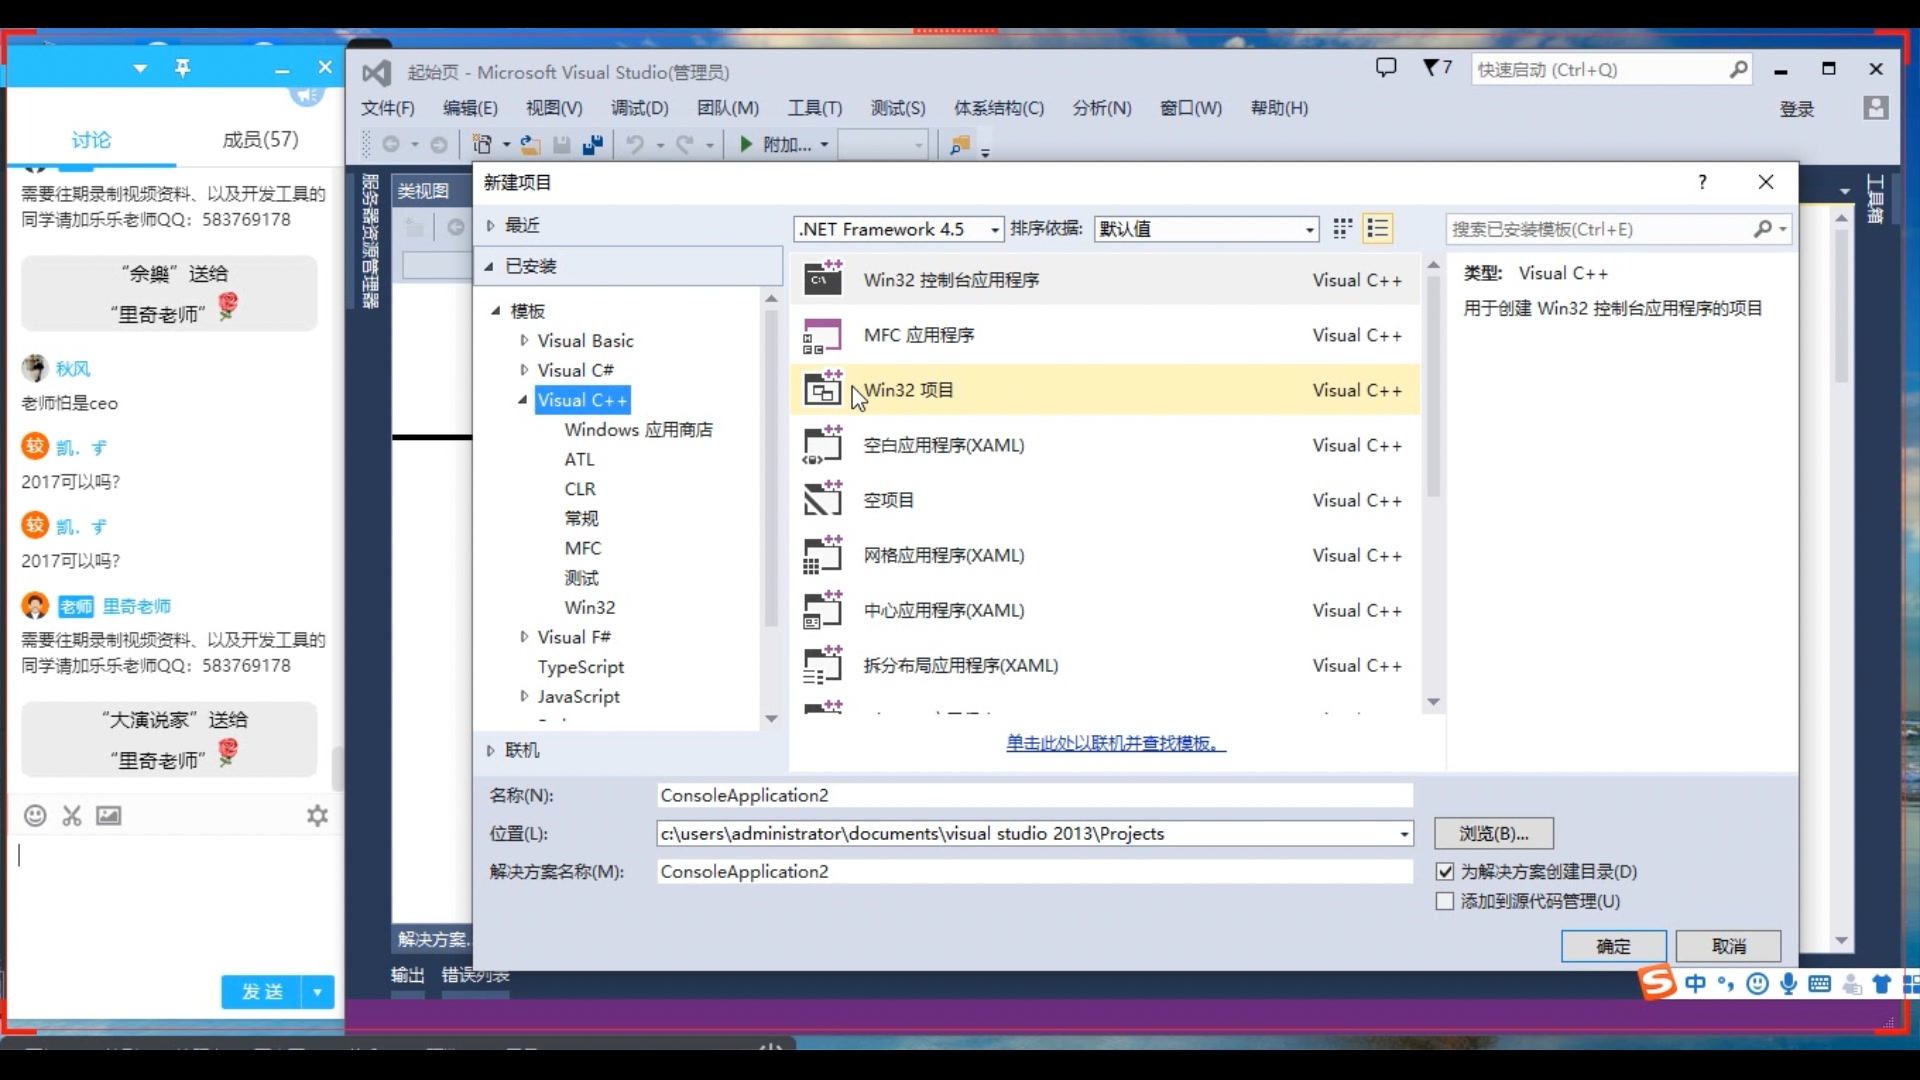 讨论
成员(57)
需要往期录制视频资料、以及开发工具的
同学请加乐乐老师QQ：583769178
“佘樂”送给
“里奇老师”
秋风
老师怕是ceo
较 凯．ず
2017可以吗?
较 凯．ず
2017可以吗?
老师 里奇老师
需要往期录制视频资料、以及开发工具的
同学请加乐乐老师QQ：583769178
“大演说家”送给
“里奇老师”
发送
起始页 - Microsoft Visual Studio(管理员)
7
快速启动 (Ctrl+Q)
文件(F) 编辑(E) 视图(V) 调试(D) 团队(M) 工具(T) 测试(S) 体系结构(C) 分析(N) 窗口(W) 帮助(H)
登录
附加...
服务器资源管理器
类视图
工具箱
新建项目
?
最近
.NET Framework 4.5
排序依据:
默认值
搜索已安装模板(Ctrl+E)
已安装
模板
Visual Basic
Visual C#
Visual C++
Windows 应用商店
ATL
CLR
常规
MFC
测试
Win32
Visual F#
TypeScript
JavaScript
联机
Win32 控制台应用程序 Visual C++
MFC 应用程序 Visual C++
Win32 项目 Visual C++
空白应用程序(XAML) Visual C++
空项目 Visual C++
网格应用程序(XAML) Visual C++
中心应用程序(XAML) Visual C++
拆分布局应用程序(XAML) Visual C++
单击此处以联机并查找模板。
类型: Visual C++
用于创建 Win32 控制台应用程序的项目
名称(N): ConsoleApplication2
位置(L): c:\users\administrator\documents\visual studio 2013\Projects
浏览(B)...
解决方案名称(M): ConsoleApplication2
为解决方案创建目录(D)
添加到源代码管理(U)
确定
取消
解决方案...
输出 错误列表
中